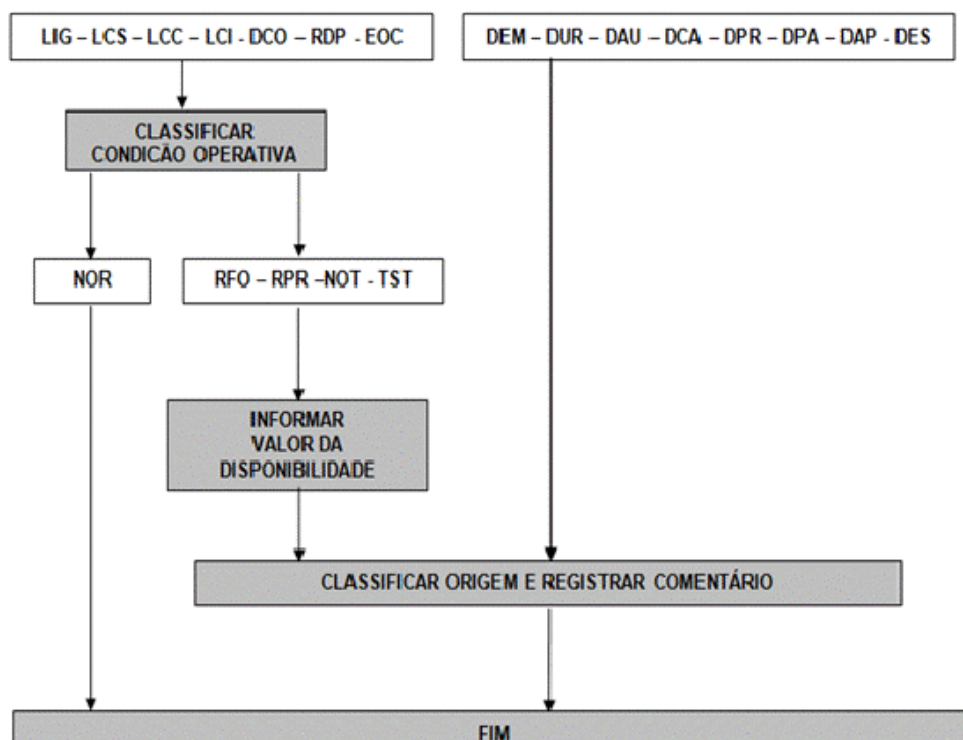 LIG – LCS – LCC – LCI - DCO – RDP - EOC
DEM – DUR – DAU – DCA – DPR – DPA – DAP - DES
CLASSIFICAR
CONDICÃO OPERATIVA
NOR
RFO – RPR –NOT - TST
INFORMAR
VALOR DA
DISPONIBILIDADE
CLASSIFICAR ORIGEM E REGISTRAR COMENTÁRIO
FIM